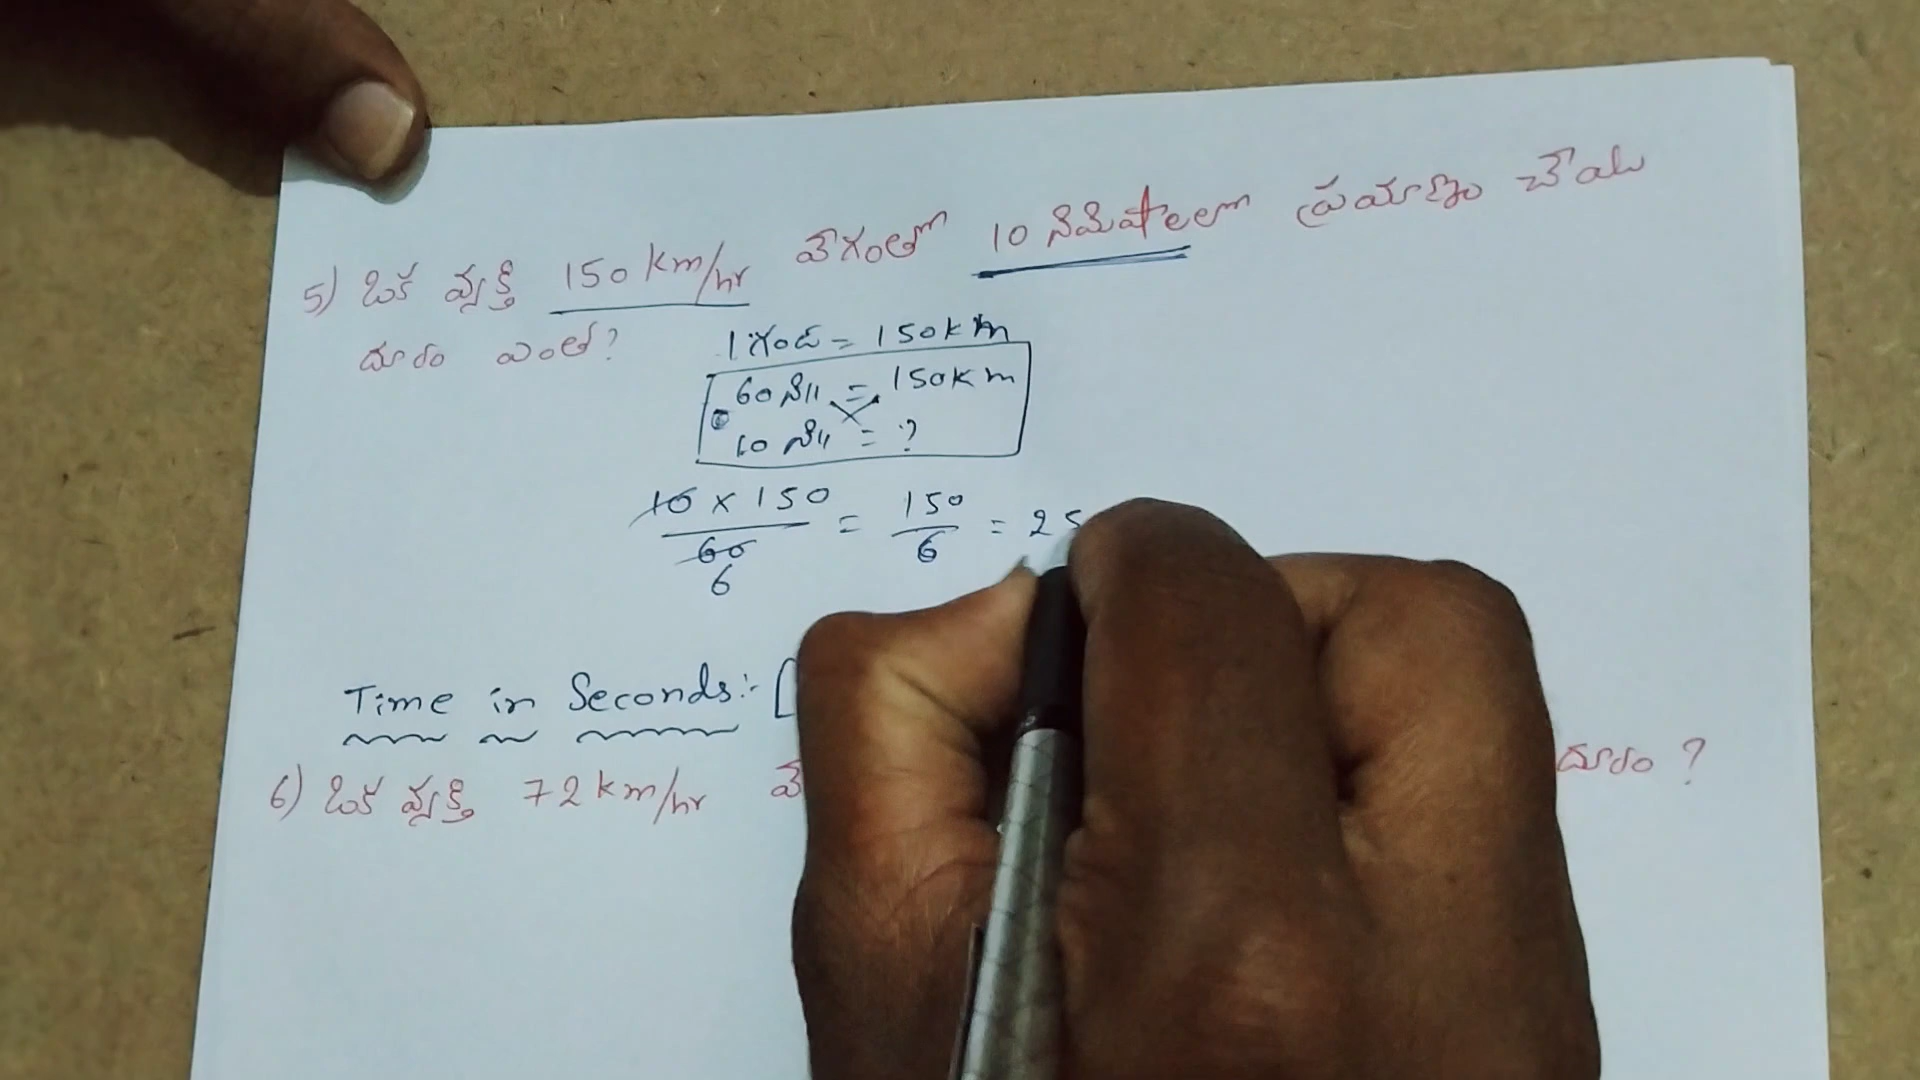 5) ఒక వ్యక్తి 150 km/hr వేగంతో 10 నిమిషాలలో ప్రయాణం చేయు
దూరం ఎంత?
1 గంట = 150 km
60 ని॥ = 150 km
10 ని॥ = ?
10 x 150 / 60 6 = 150 / 6 = 25
Time in Seconds:- [
6) ఒక వ్యక్తి 72 km/hr వే దూరం ?